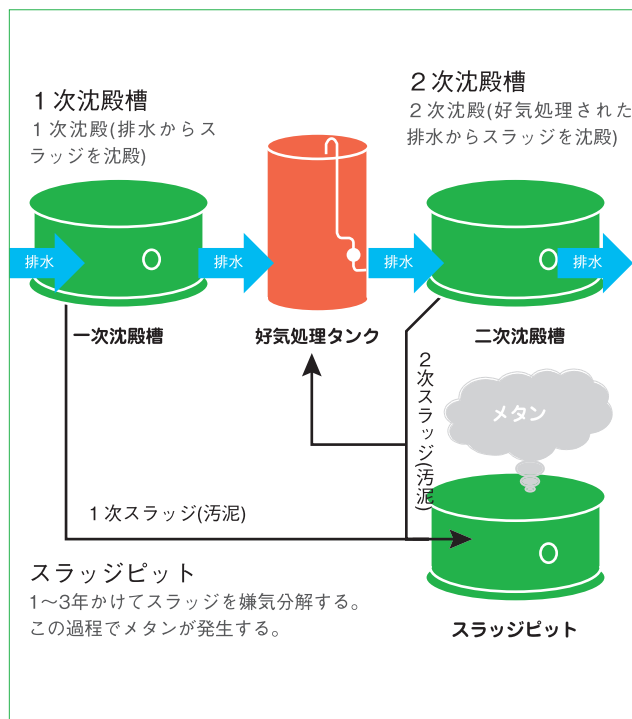 1次沈殿槽
1次沈殿(排水からス
ラッジを沈殿)
2次沈殿槽
2次沈殿(好気処理された
排水からスラッジを沈殿)
排水
排水
排水
排水
一次沈殿槽
好気処理タンク
二次沈殿槽
2次スラッジ(汚泥)
メタン
1次スラッジ(汚泥)
スラッジピット
1〜3年かけてスラッジを嫌気分解する。
この過程でメタンが発生する。
スラッジピット